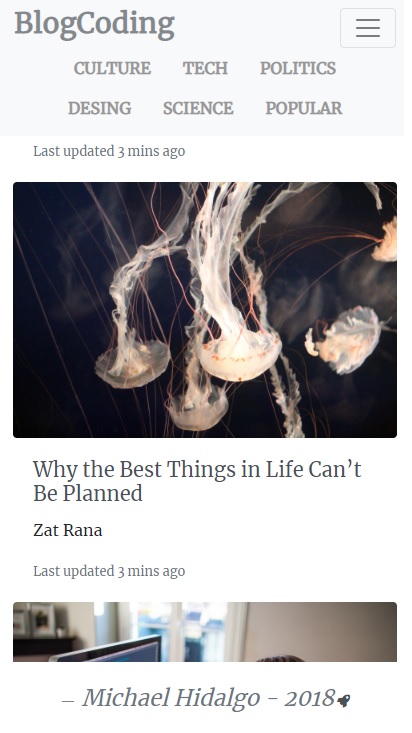 BlogCoding
CULTURE TECH POLITICS
DESING SCIENCE POPULAR
Last updated 3 mins ago
Why the Best Things in Life Can’t
Be Planned
Zat Rana
Last updated 3 mins ago
— Michael Hidalgo - 2018